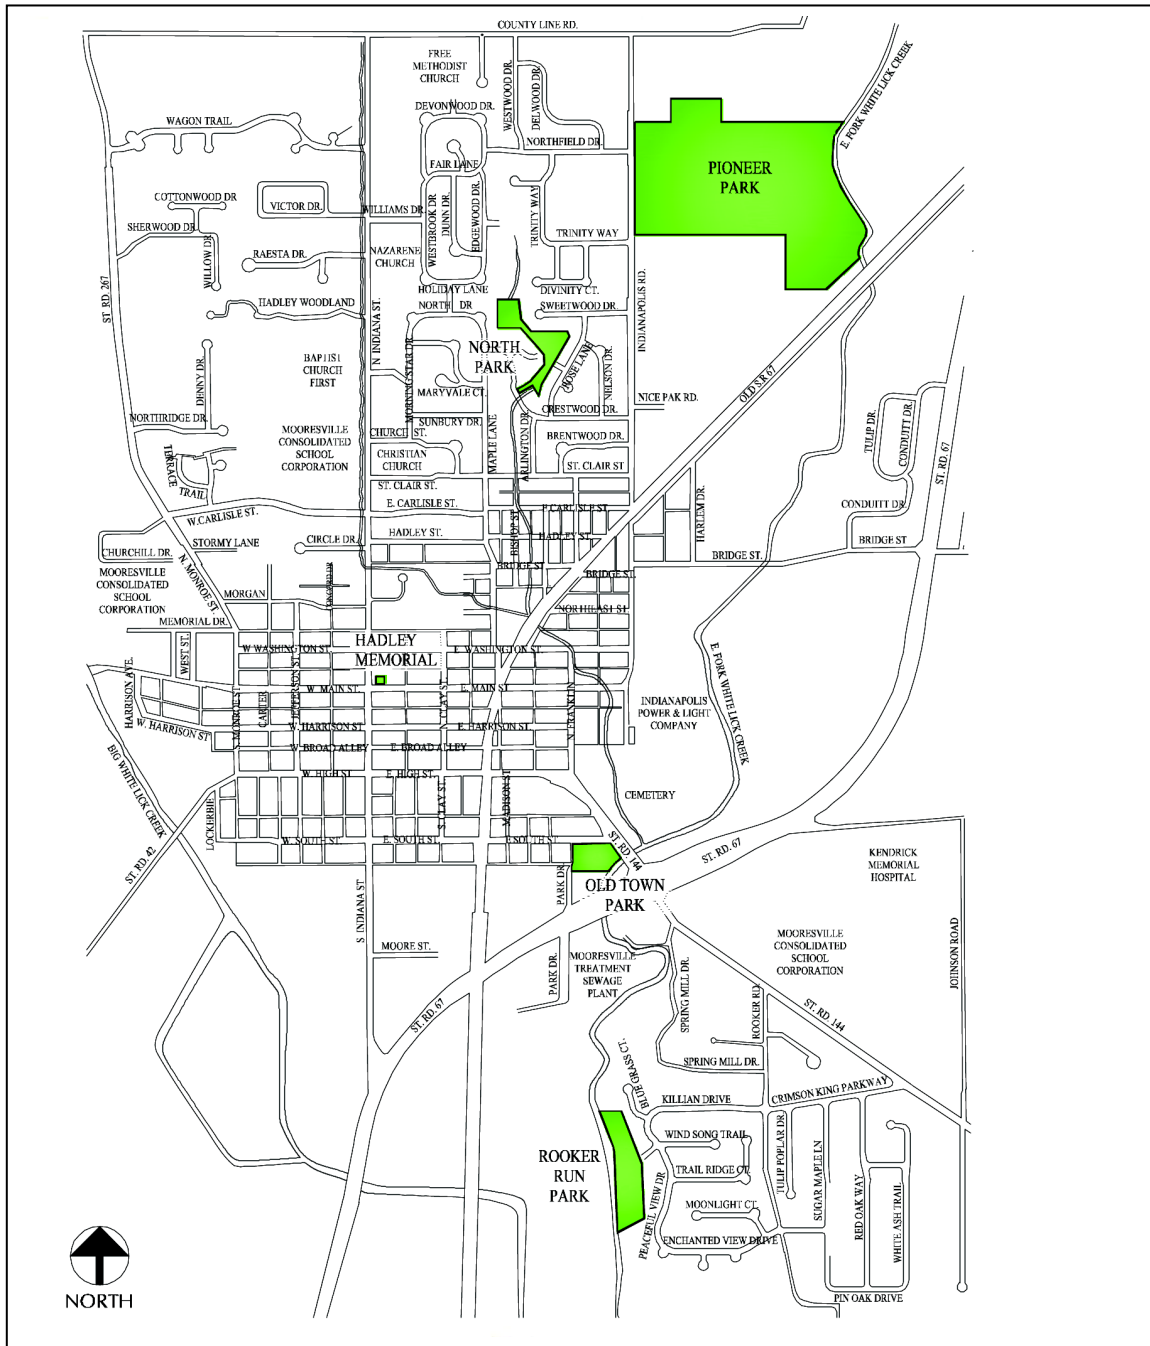 COUNTY LINE RD.
FREE
METHODIST
CHURCH
WESTWOOD DR.
DELWOOD DR.
E. FORK WHITE LICK CREEK
DEVONWOOD DR.
WAGON TRAIL
NORTHFIELD DR.
FAIR LANE
PIONEER
PARK
COTTONWOOD DR
VICTOR DR.
WILLIAMS DR.
WESTBROOK DR
DUNN DR.
EDGEWOOD DR.
TRINITY WAY
SHERWOOD DR.
TRINITY WAY
WILLOW DR.
RAESTA DR.
NAZARENE
CHURCH
ST. RD. 267
HOLIDAY LANE
DIVINITY CT.
INDIANAPOLIS RD.
HADLEY WOODLAND
NORTH DR
SWEETWOOD DR.
N. INDIANA ST.
NORTH
PARK
ROSE LANE
NELSON DR.
BAPTIST
CHURCH
FIRST
MORNING STAR DR.
OLD S.R 67
DENNY DR.
MARYVALE CT.
NICE PAK RD.
CRESTWOOD DR.
NORTHRIDGE DR.
SUNBURY DR.
MAPLE LANE
ARLINGTON DR.
TULIP DR.
CONDUITT DR.
MOORESVILLE
CONSOLIDATED
SCHOOL
CORPORATION
CHURCH ST.
BRENTWOOD DR.
ST. RD. 67
TERRACE
TRAIL
CHRISTIAN
CHURCH
ST. CLAIR ST
ST. CLAIR ST.
W.CARLISLE ST.
E. CARLISLE ST.
E CARLISLE ST
HARLEM DR.
CONDUITT DR.
STORMY LANE
CIRCLE DR.
HADLEY ST.
BISHOP ST
HADLEY ST.
BRIDGE ST
CHURCHILL DR.
BRIDGE ST.
MOORESVILLE
CONSOLIDATED
SCHOOL
CORPORATION
N. MONROE ST.
BRIDGE ST
BRIDGE ST.
MORGAN
NORTHEAST ST
MEMORIAL DR.
HADLEY
MEMORIAL
WEST ST.
W WASHINGTON ST.
E. WASHINGTON ST.
E. FORK WHITE LICK CREEK
HARRISON AVE.
JEFFERSON ST.
W. MAIN ST.
E. MAIN ST
N. CLAY ST.
N. FRANKLIN
INDIANAPOLIS
POWER & LIGHT
COMPANY
S. MONROE ST
CARTER
W. HARRISON ST
W. HARRISON ST
E. HARRISON ST.
W. BROAD ALLEY
E. BROAD ALLEY
BIG WHITE LICK CREEK
W. HIGH ST
E. HIGH ST.
CEMETERY
LOCKERBIE
S. CLAY ST.
MADISON ST
ST. RD. 42
W. SOUTH ST.
E. SOUTH ST.
E SOUTH ST
ST. RD. 144
ST. RD. 67
KENDRICK
MEMORIAL
HOSPITAL
PARK DR.
OLD TOWN
PARK
S. INDIANA ST
MOORE ST.
MOORESVILLE
CONSOLIDATED
SCHOOL
CORPORATION
JOHNSON ROAD
PARK DR.
MOORESVILLE
TREATMENT
SEWAGE
PLANT
SPRING MILL DR.
ST. RD. 67
ROOKER RD.
ST. RD. 144
SPRING MILL DR.
BLUE GRASS CT.
KILLIAN DRIVE
CRIMSON KING PARKWAY
WIND SONG TRAIL
ROOKER
RUN
PARK
TRAIL RIDGE CT.
TULIP POPLAR DR
SUGAR MAPLE LN
RED OAK WAY
WHITE ASH TRAIL
PEACEFUL VIEW DR
MOONLIGHT CT.
ENCHANTED VIEW DRIVE
PIN OAK DRIVE
NORTH